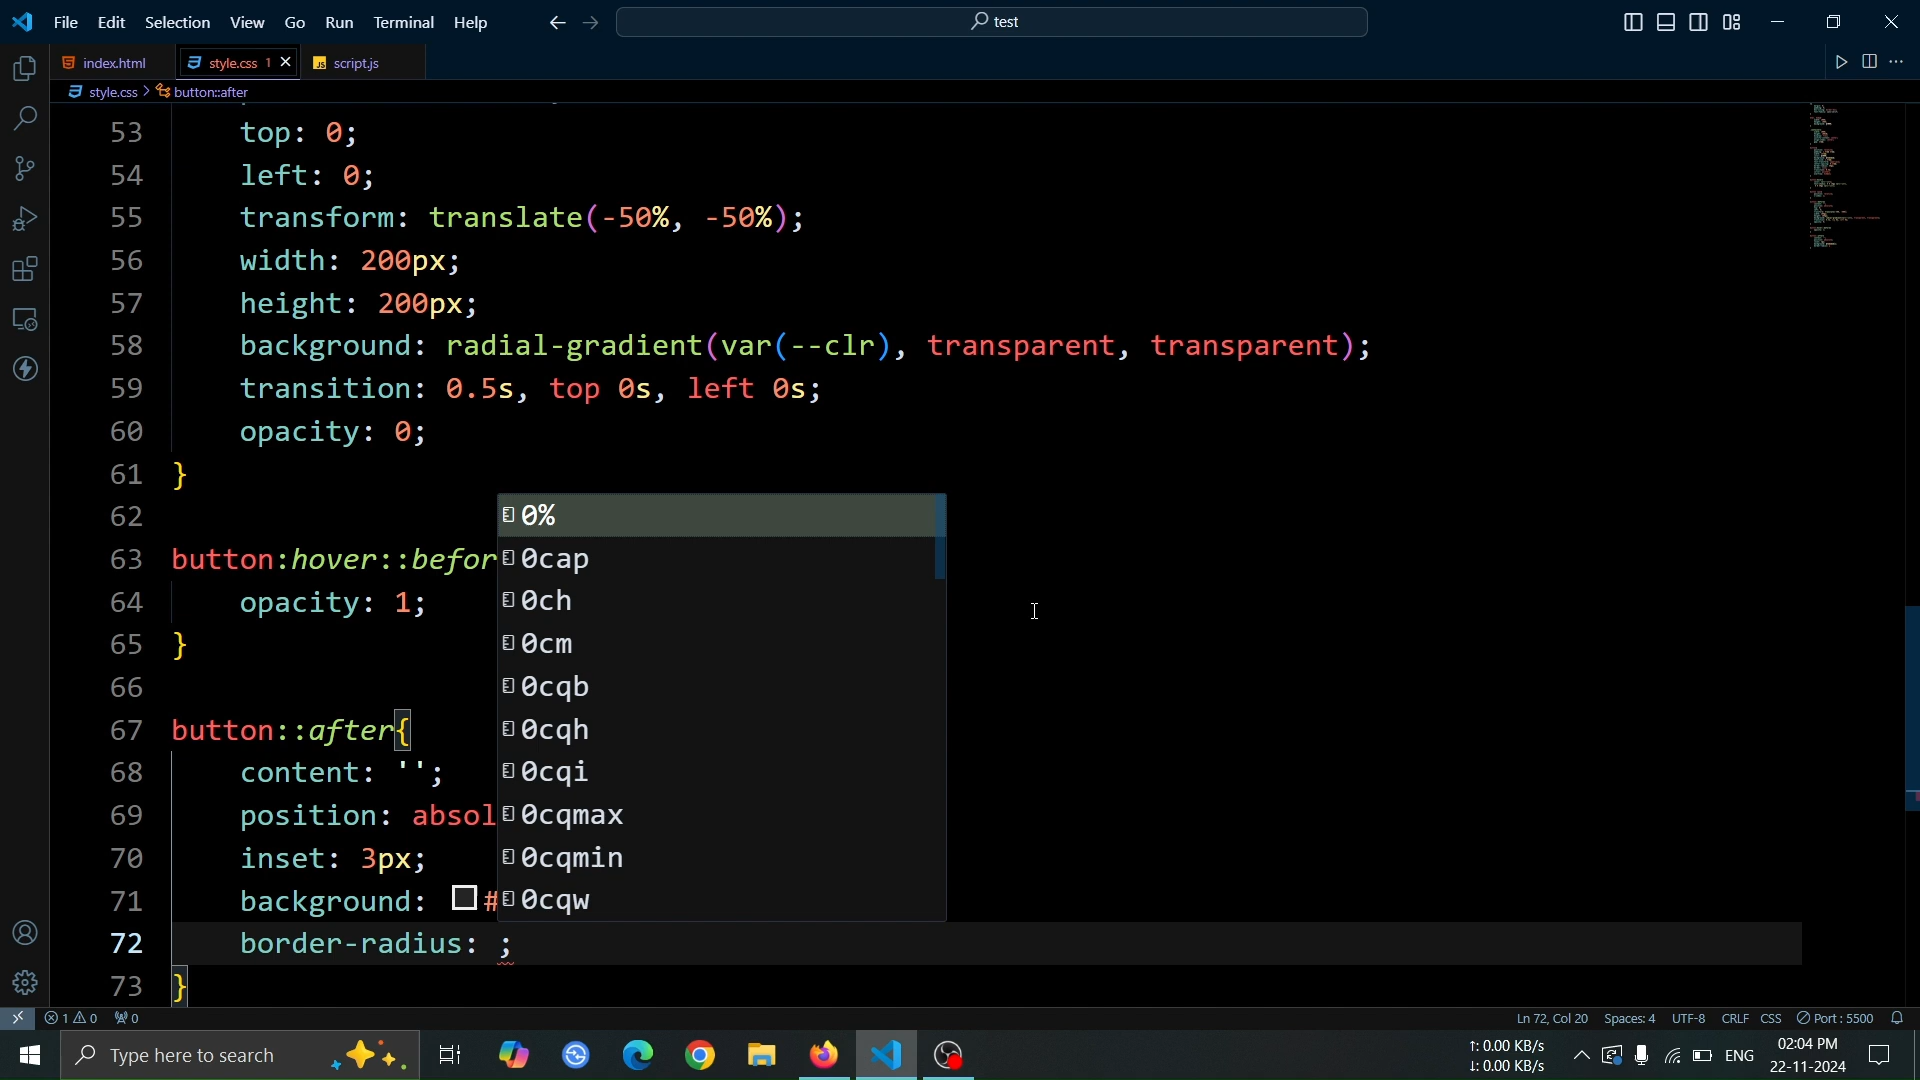 File Edit Selection View Go Run Terminal Help
test
index.html
style.css 1
JS script.js
style.css > button::after
53 top: 0;
54 left: 0;
55 transform: translate(-50%, -50%);
56 width: 200px;
57 height: 200px;
58 background: radial-gradient(var(--clr), transparent, transparent);
59 transition: 0.5s, top 0s, left 0s;
60 opacity: 0;
61 }
62
63 button:hover::befor
64 opacity: 1;
65 }
66
67 button::after{
68 content: '';
69 position: absol
70 inset: 3px;
71 background: #
72 border-radius: ;
73 }
0%
0cap
0ch
0cm
0cqb
0cqh
0cqi
0cqmax
0cqmin
0cqw
1 0 0
Ln 72, Col 20 Spaces: 4 UTF-8 CRLF CSS Port : 5500
Type here to search
↑: 0.00 KB/s
↓: 0.00 KB/s
ENG
02:04 PM
22-11-2024